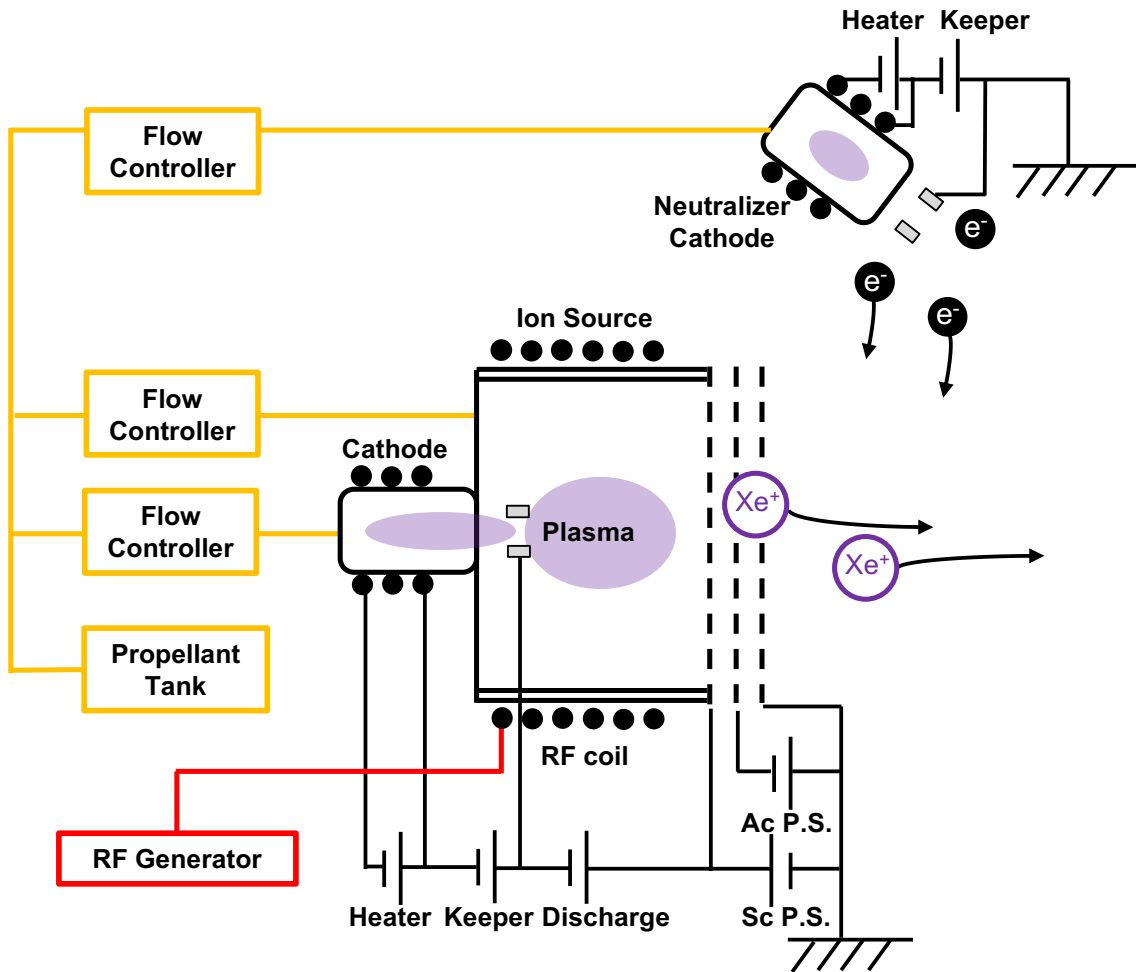 Heater Keeper
Flow
Controller
Neutralizer
Cathode
e-
e-
e-
Ion Source
Flow
Controller
Cathode
Flow
Controller
Plasma
Xe+
Xe+
Propellant
Tank
RF coil
RF Generator
Ac P.S.
Heater Keeper Discharge Sc P.S.